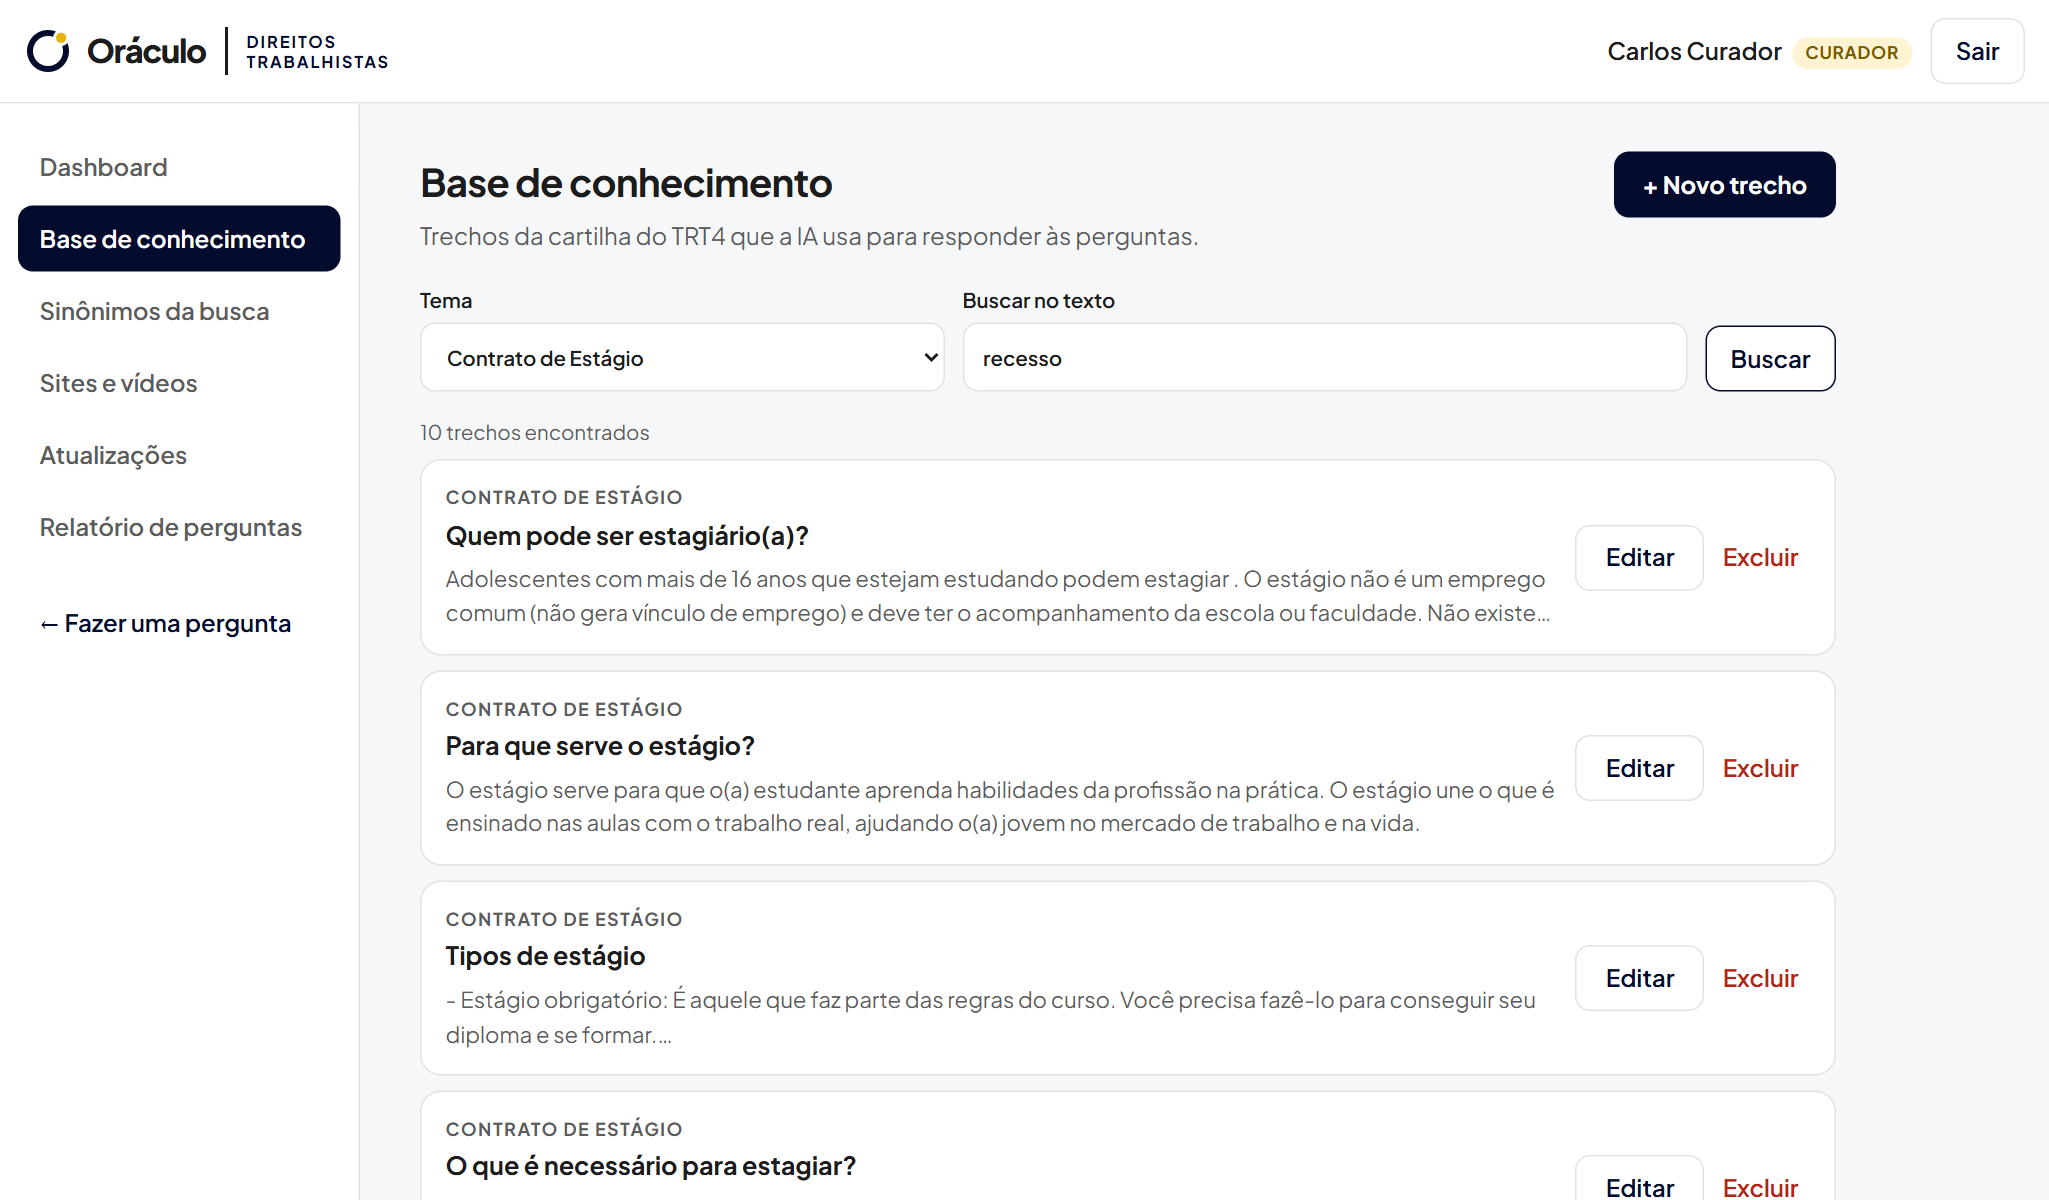 Oráculo
DIREITOS
TRABALHISTAS
Carlos Curador
CURADOR
Sair
Dashboard
Base de conhecimento
Sinônimos da busca
Sites e vídeos
Atualizações
Relatório de perguntas
← Fazer uma pergunta
Base de conhecimento
+ Novo trecho
Trechos da cartilha do TRT4 que a IA usa para responder às perguntas.
Tema
Buscar no texto
Contrato de Estágio
recesso
Buscar
10 trechos encontrados
CONTRATO DE ESTÁGIO
Quem pode ser estagiário(a)?
Adolescentes com mais de 16 anos que estejam estudando podem estagiar . O estágio não é um emprego
comum (não gera vínculo de emprego) e deve ter o acompanhamento da escola ou faculdade. Não existe...
Editar
Excluir
CONTRATO DE ESTÁGIO
Para que serve o estágio?
O estágio serve para que o(a) estudante aprenda habilidades da profissão na prática. O estágio une o que é
ensinado nas aulas com o trabalho real, ajudando o(a) jovem no mercado de trabalho e na vida.
Editar
Excluir
CONTRATO DE ESTÁGIO
Tipos de estágio
- Estágio obrigatório: É aquele que faz parte das regras do curso. Você precisa fazê-lo para conseguir seu
diploma e se formar....
Editar
Excluir
CONTRATO DE ESTÁGIO
O que é necessário para estagiar?
Editar
Excluir